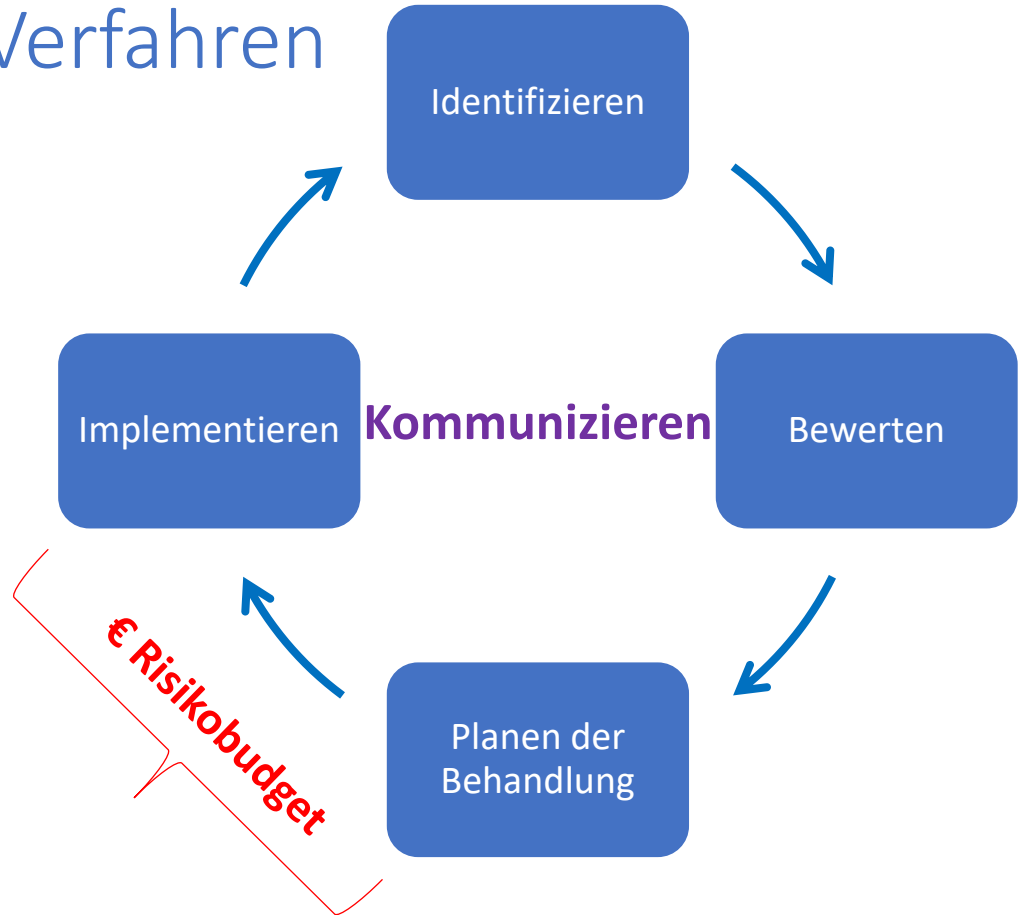 Verfahren
Identifizieren
Implementieren
Kommunizieren
Bewerten
€ Risikobudget
Planen der
Behandlung